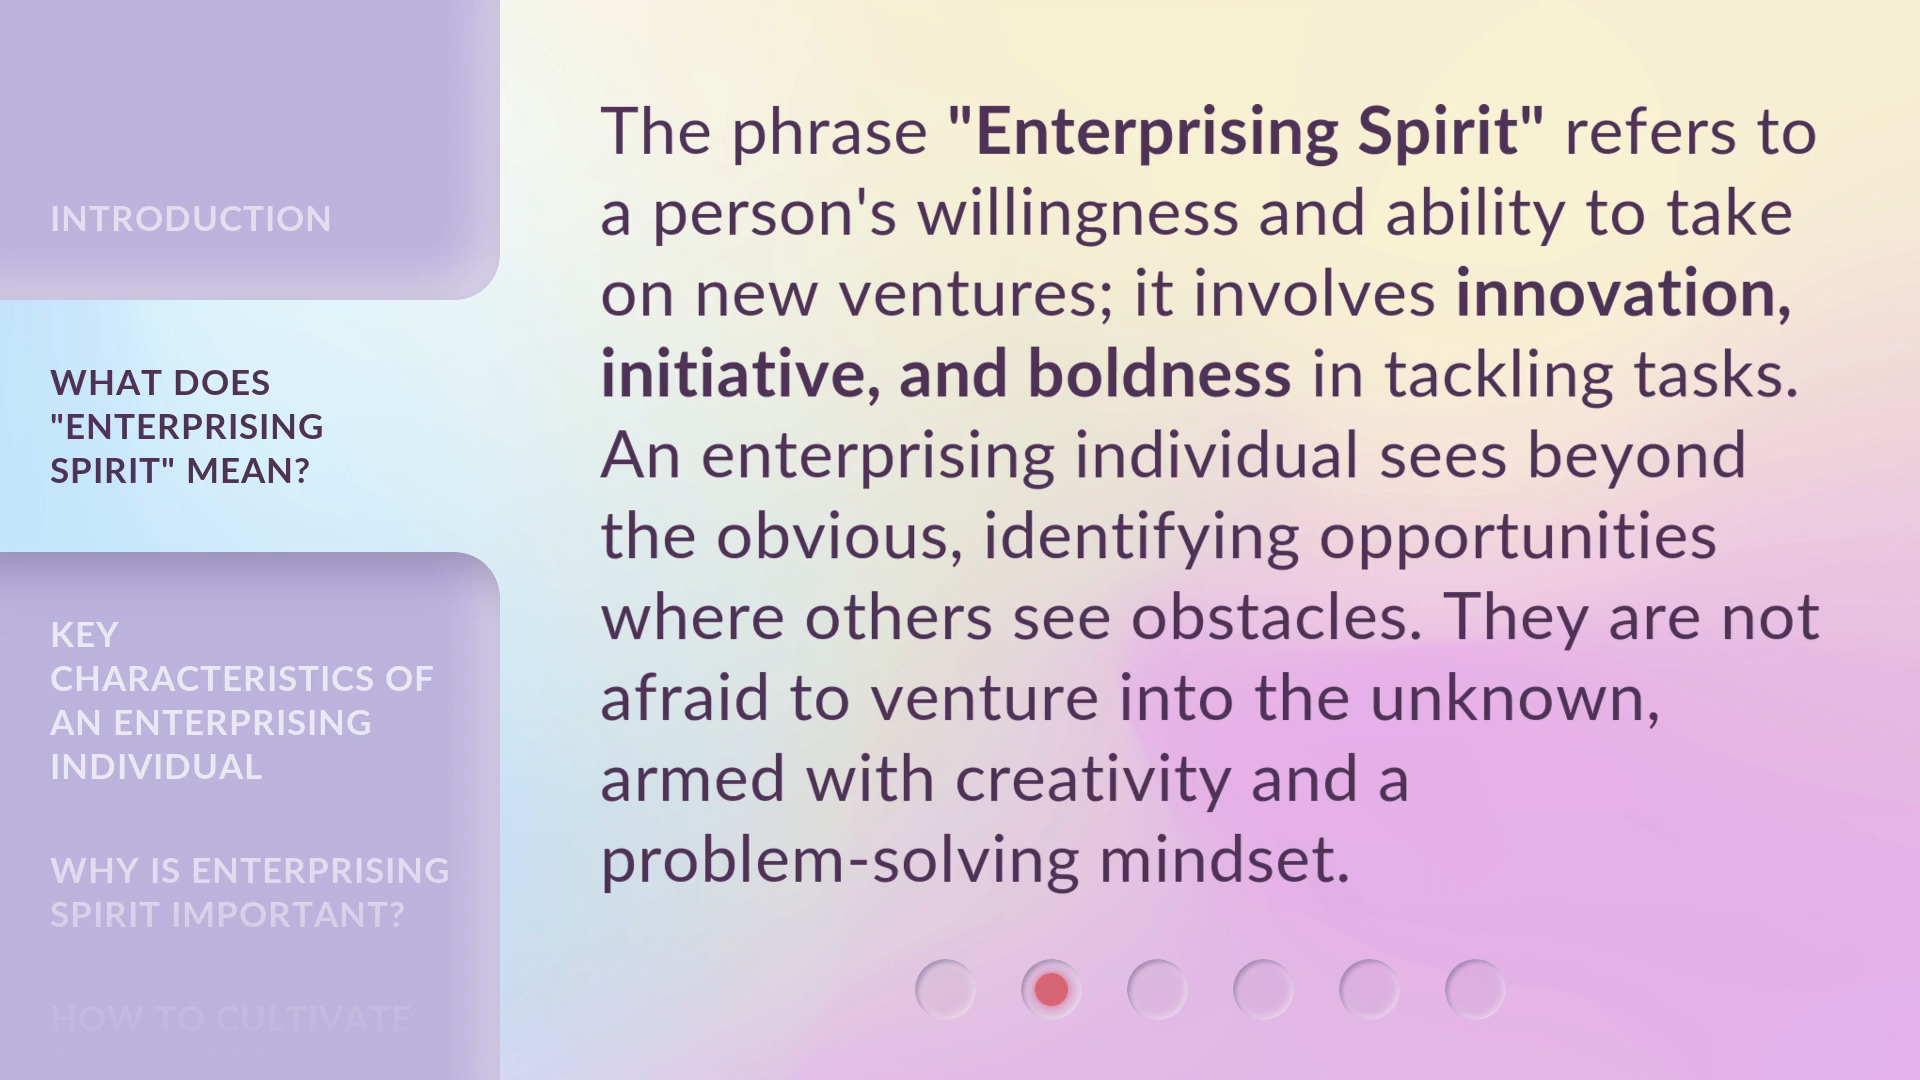 INTRODUCTION
WHAT DOES
"ENTERPRISING
SPIRIT" MEAN?
KEY
CHARACTERISTICS OF
AN ENTERPRISING
INDIVIDUAL
WHY IS ENTERPRISING
SPIRIT IMPORTANT?
HOW TO CULTIVATE
The phrase "Enterprising Spirit" refers to
a person's willingness and ability to take
on new ventures; it involves innovation,
initiative, and boldness in tackling tasks.
An enterprising individual sees beyond
the obvious, identifying opportunities
where others see obstacles. They are not
afraid to venture into the unknown,
armed with creativity and a
problem-solving mindset.